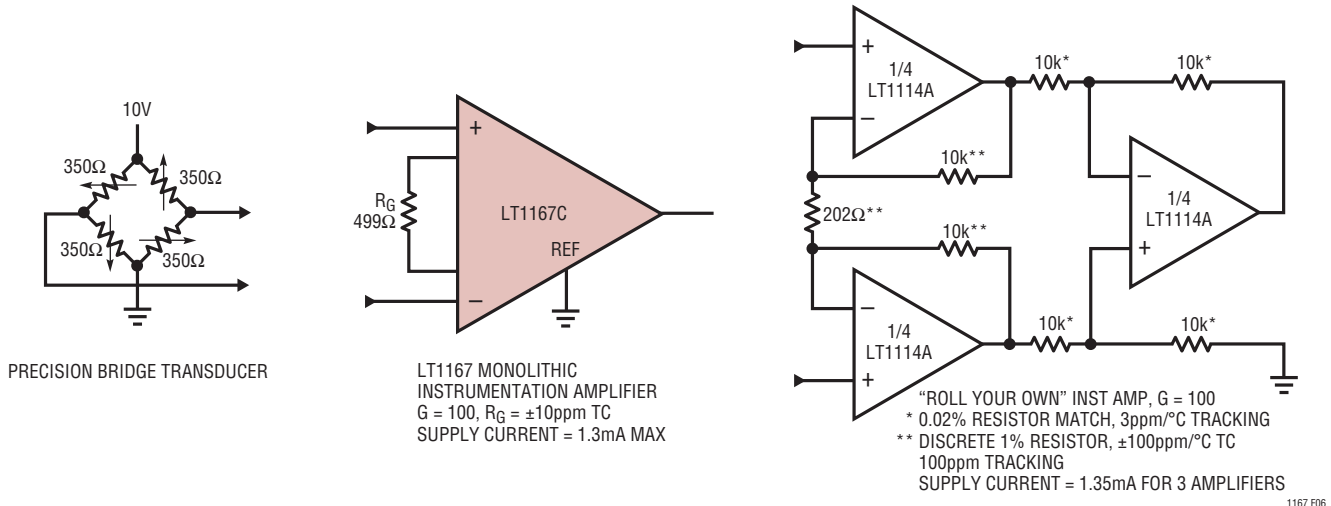 10V
350Ω
350Ω
350Ω
350Ω
PRECISION BRIDGE TRANSDUCER
+
RG
499Ω
LT1167C
REF
–
LT1167 MONOLITHIC
INSTRUMENTATION AMPLIFIER
G = 100, RG = ±10ppm TC
SUPPLY CURRENT = 1.3mA MAX
+
1/4
LT1114A
–
10k*
10k*
10k**
202Ω**
10k**
–
1/4
LT1114A
+
–
1/4
LT1114A
+
10k*
10k*
“ROLL YOUR OWN” INST AMP, G = 100
* 0.02% RESISTOR MATCH, 3ppm/°C TRACKING
** DISCRETE 1% RESISTOR, ±100ppm/°C TC
100ppm TRACKING
SUPPLY CURRENT = 1.35mA FOR 3 AMPLIFIERS
1167 F06